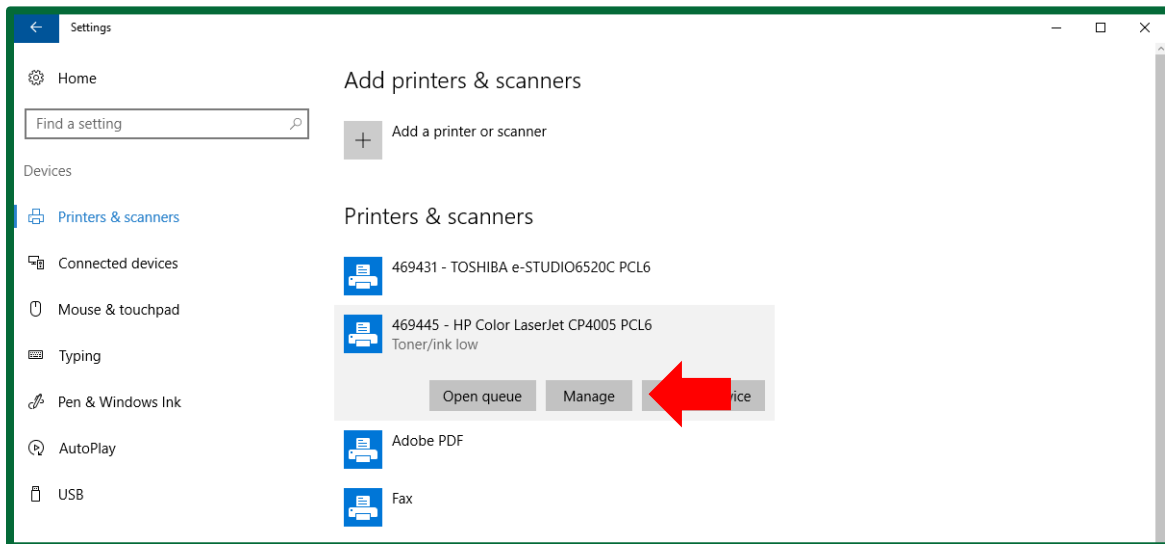 Settings
Home
Find a setting
Devices
Printers & scanners
Connected devices
Mouse & touchpad
Typing
Pen & Windows Ink
AutoPlay
USB
Add printers & scanners
Add a printer or scanner
Printers & scanners
469431 - TOSHIBA e-STUDIO6520C PCL6
469445 - HP Color LaserJet CP4005 PCL6
Toner/ink low
Open queue Manage
Adobe PDF
Fax